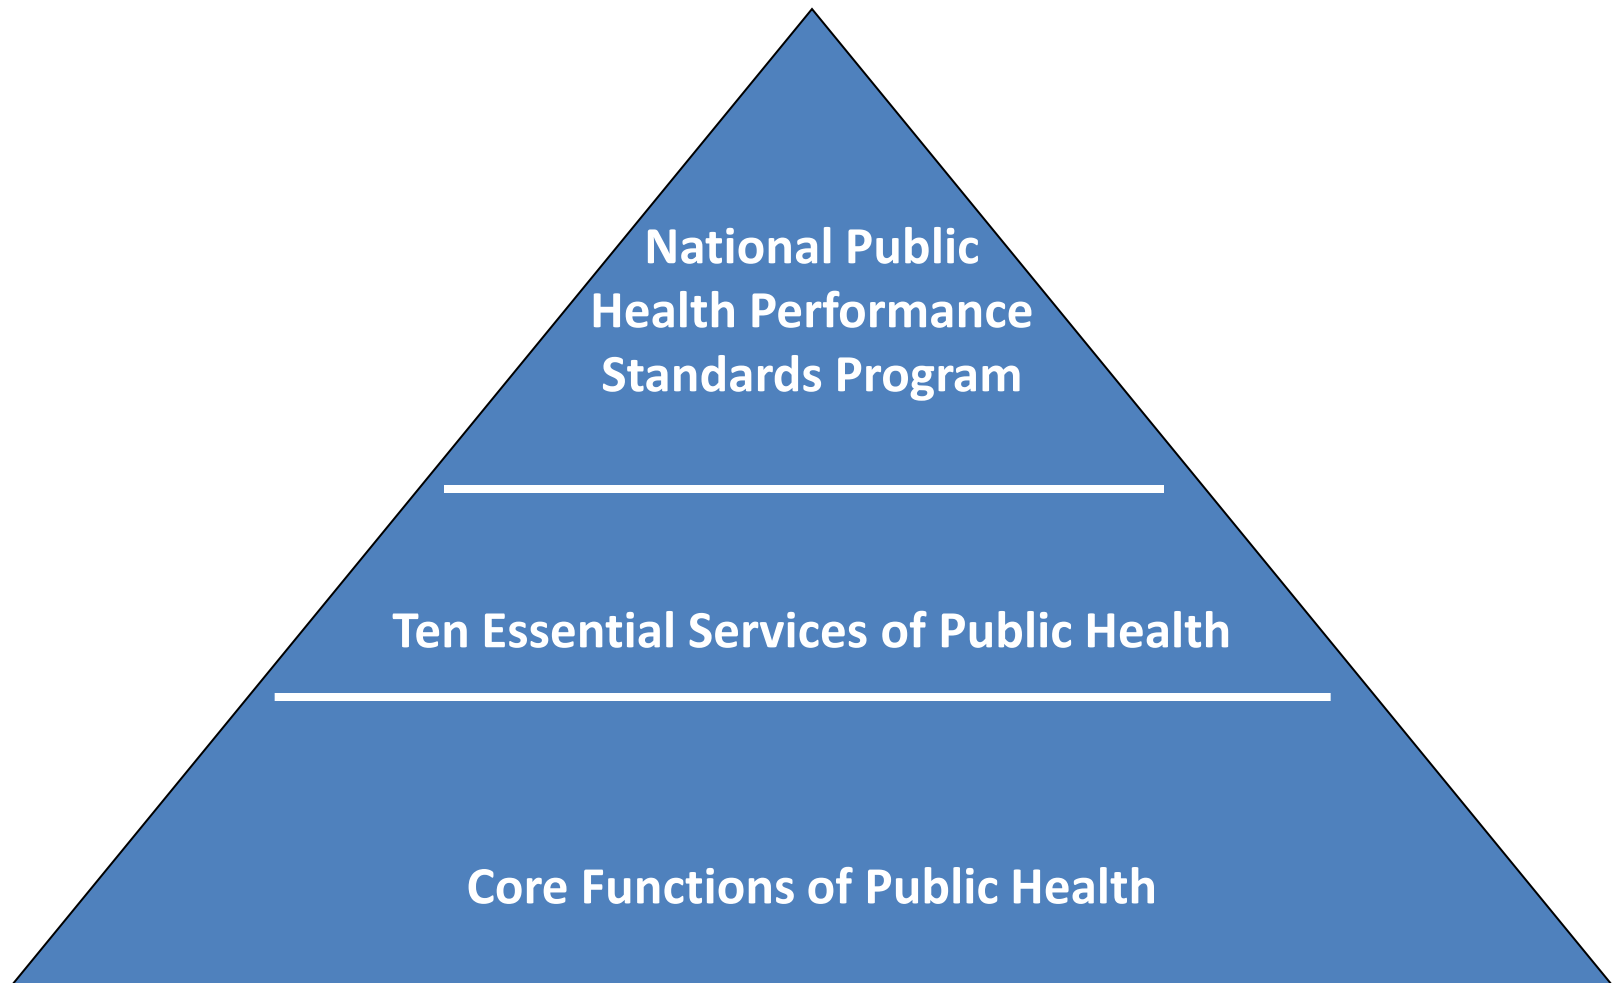 National Public
Health Performance
Standards Program
Ten Essential Services of Public Health
Core Functions of Public Health